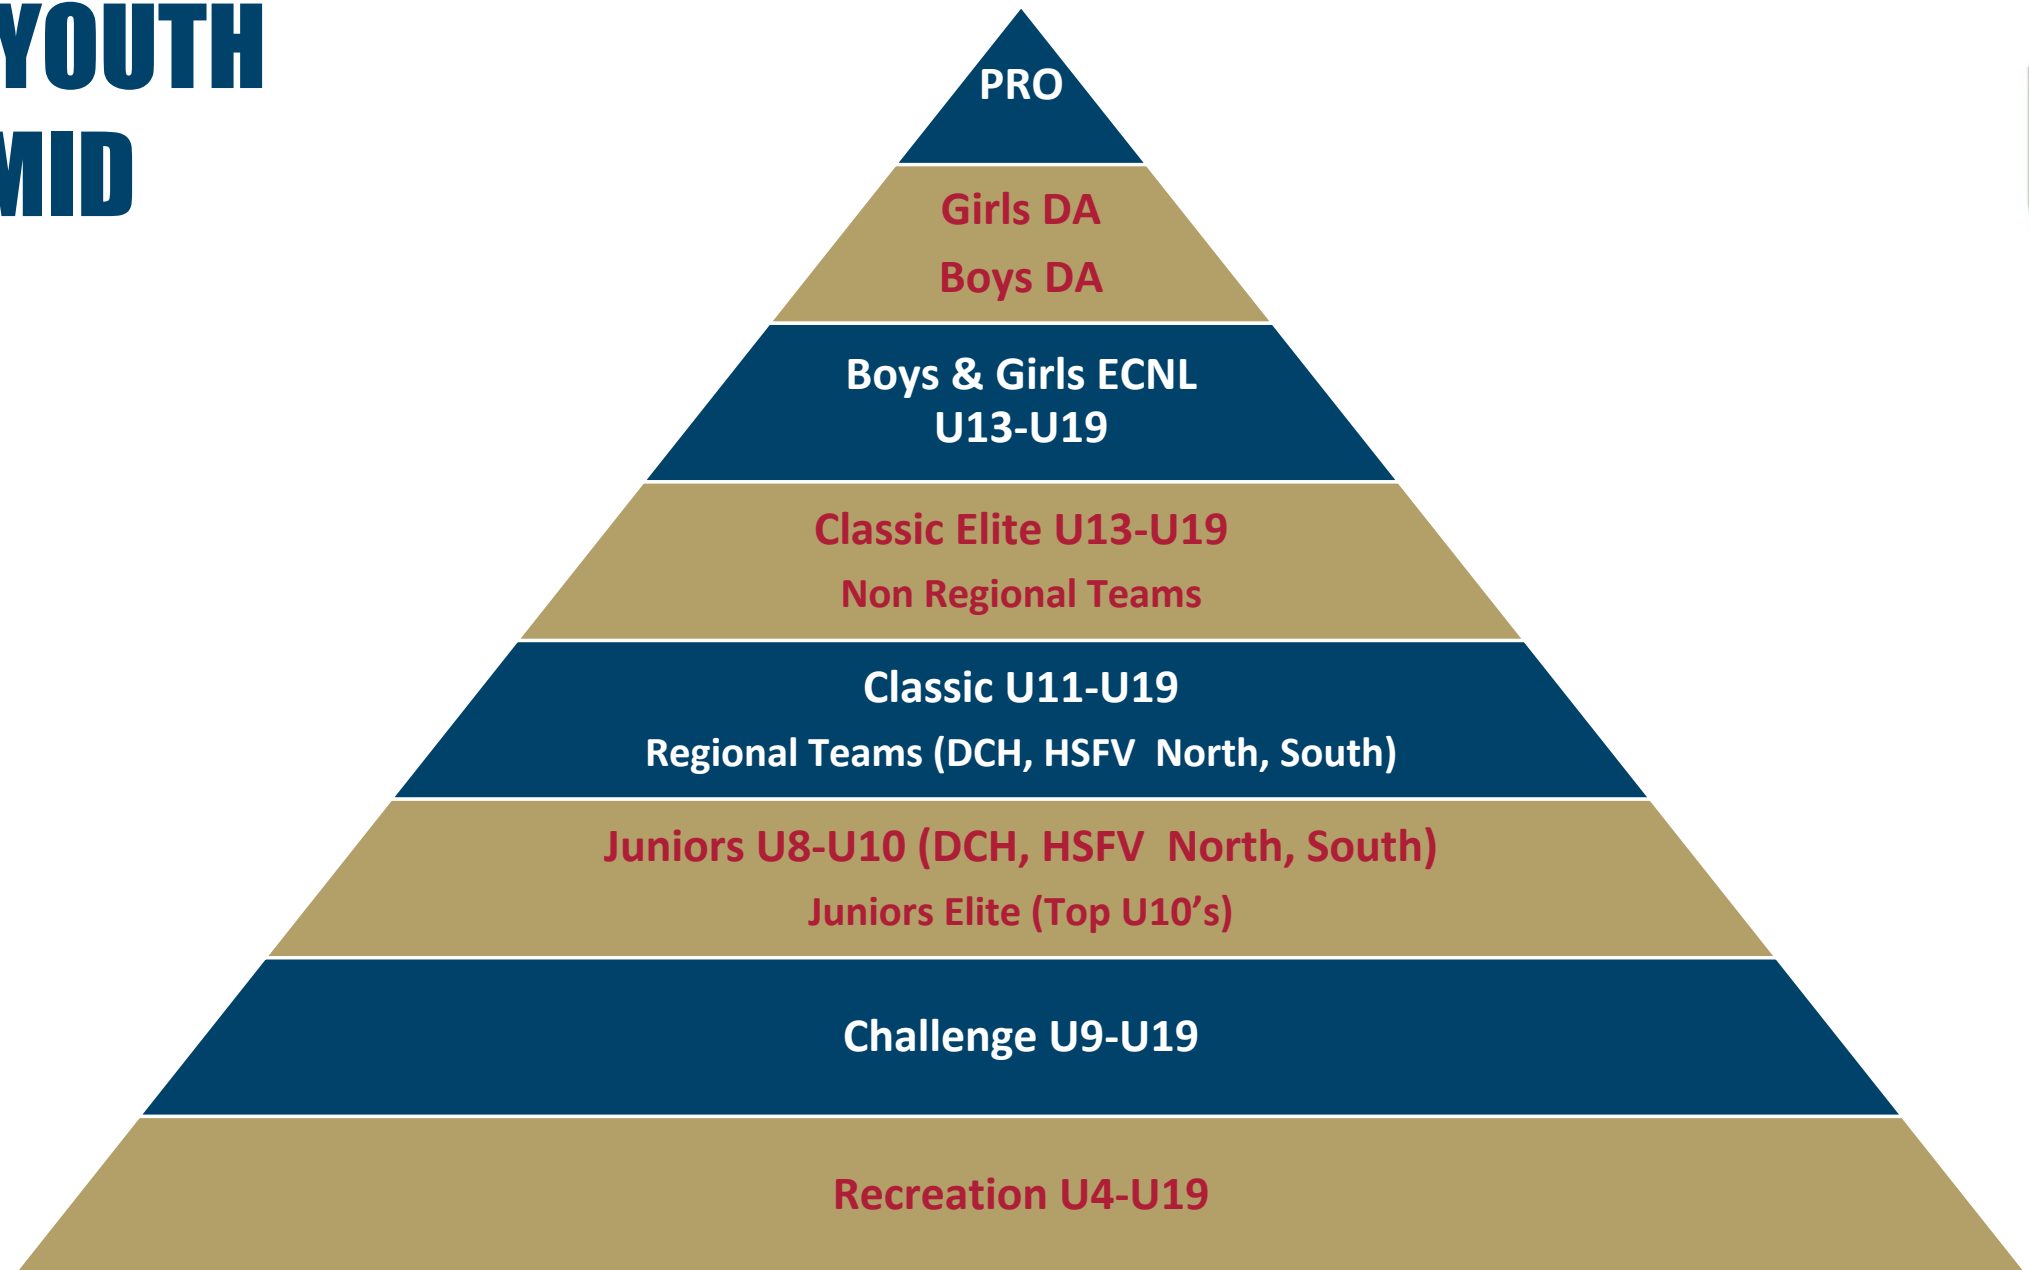 YOUTH
MID
PRO
Girls DA
Boys DA
Boys & Girls ECNL
U13-U19
Classic Elite U13-U19
Non Regional Teams
Classic U11-U19
Regional Teams (DCH, HSFV  North, South)
Juniors U8-U10 (DCH, HSFV  North, South)
Juniors Elite (Top U10’s)
Challenge U9-U19
Recreation U4-U19